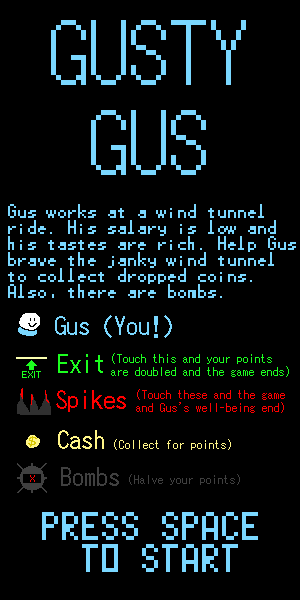 GUSTY
GUS
Gus works at a wind tunnel
ride. His salary is low and
his tastes are rich. Help Gus
brave the janky wind tunnel
to collect dropped coins.
Also, there are bombs.
Gus (You!)
EXIT
Exit (Touch this and your points
are doubled and the game ends)
Spikes (Touch these and the game
and Gus's well-being end)
Cash (Collect for points)
X
Bombs (Halve your points)
PRESS SPACE
TO START